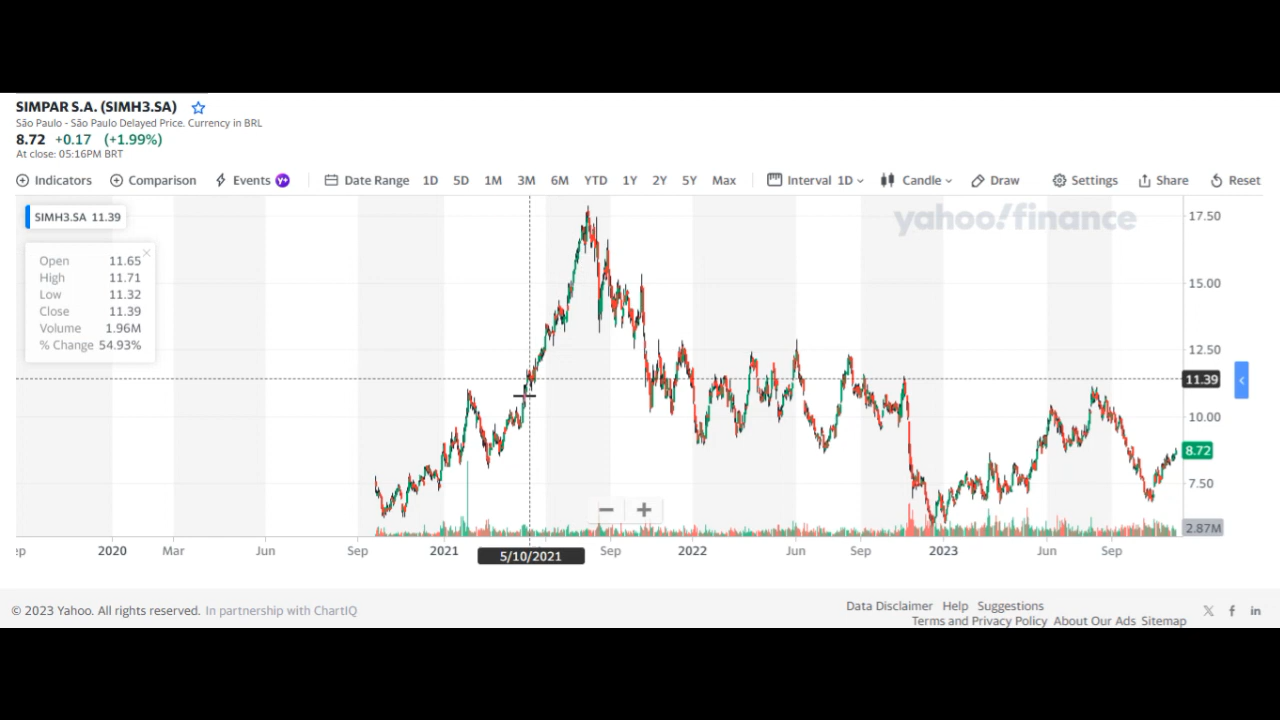 SIMPAR S.A. (SIMH3.SA)
São Paulo - São Paulo Delayed Price. Currency in BRL
8.72 +0.17 (+1.99%)
At close: 05:16PM BRT
Indicators Comparison Events Y+ Date Range 1D 5D 1M 3M 6M YTD 1Y 2Y 5Y Max Interval 1D Candle Draw Settings Share Reset
SIMH3.SA 11.39
yahoo!finance
17.50
Open 11.65
High 11.71
Low 11.32
Close 11.39
Volume 1.96M
% Change 54.93%
15.00
12.50
11.39
10.00
8.72
7.50
2.87M
ep 2020 Mar Jun Sep 2021 5/10/2021 Sep 2022 Jun Sep 2023 Jun Sep
© 2023 Yahoo. All rights reserved. In partnership with ChartIQ
Data Disclaimer Help Suggestions
Terms and Privacy Policy About Our Ads Sitemap